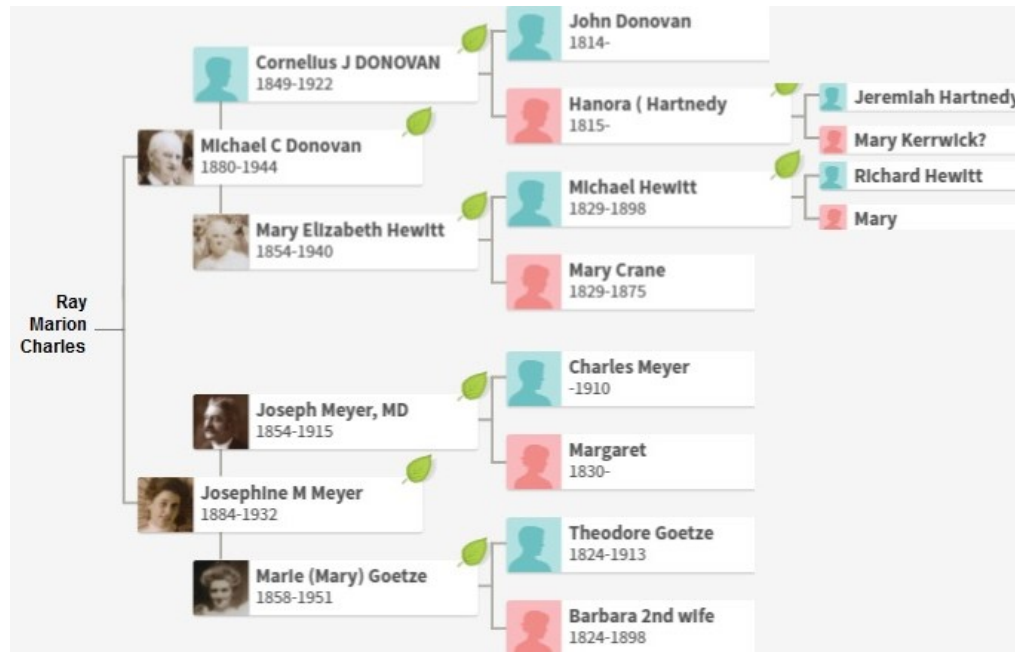 John Donovan
1814-
Cornelius J DONOVAN
1849-1922
Hanora ( Hartnedy
1815-
Jeremiah Hartnedy
Mary Kerrwick?
Michael C Donovan
1880-1944
Michael Hewitt
1829-1898
Richard Hewitt
Mary
Mary Elizabeth Hewitt
1854-1940
Mary Crane
1829-1875
Ray
Marion
Charles
Charles Meyer
-1910
Joseph Meyer, MD
1854-1915
Margaret
1830-
Josephine M Meyer
1884-1932
Theodore Goetze
1824-1913
Marie (Mary) Goetze
1858-1951
Barbara 2nd wife
1824-1898